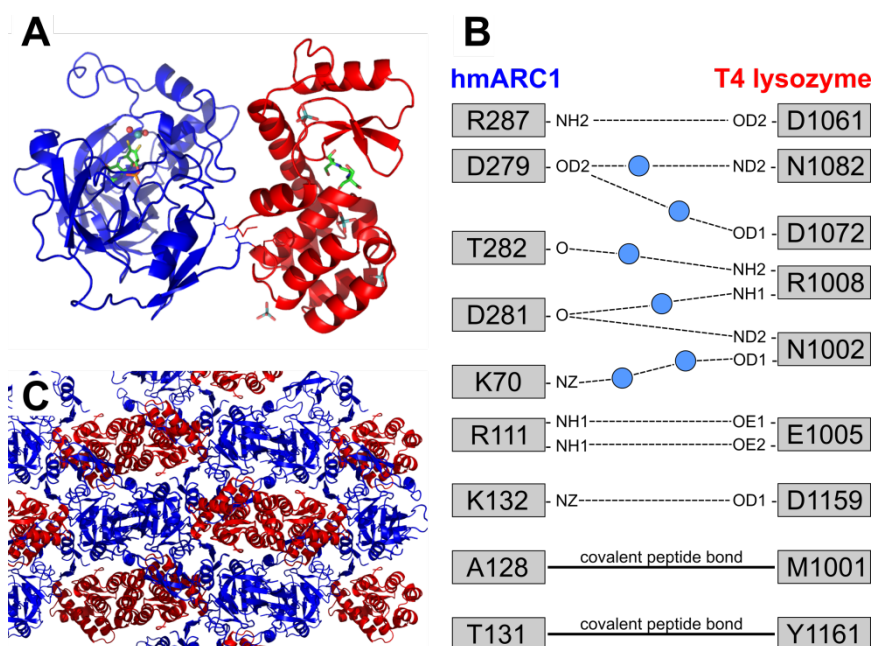 A
B
hmARC1 T4 lysozyme
R287 - NH2 OD2 - D1061
D279 - OD2 ND2 - N1082
OD1 - D1072
T282 - O
NH2 - R1008
NH1 -
D281 - O
ND2 - N1002
OD1 -
K70 - NZ
R111 - NH1 OE1 - E1005
- NH1 OE2 -
K132 - NZ OD1 - D1159
A128 covalent peptide bond M1001
T131 covalent peptide bond Y1161
C